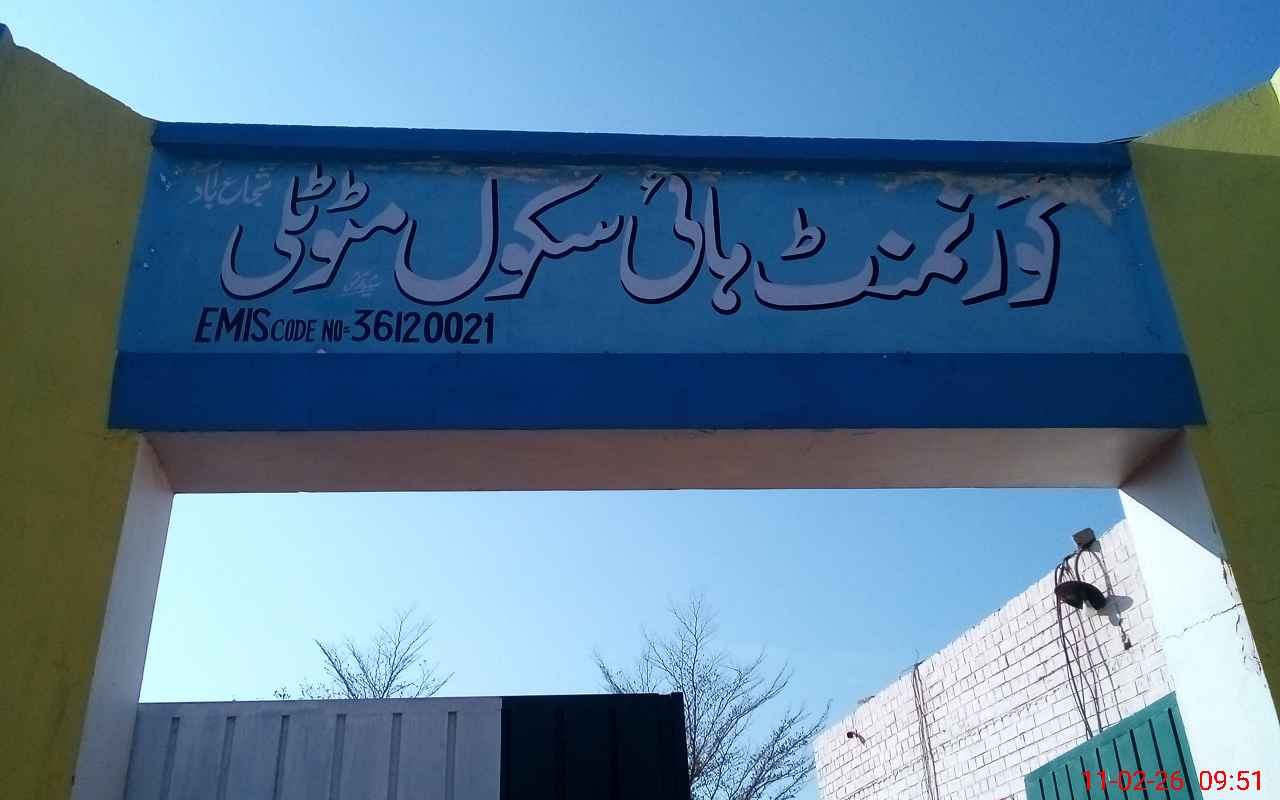 گورنمنٹ ہائی سکول مٹوٹلی
شجاع آباد
EMIS CODE NO=36120021
11-02-26 09:51